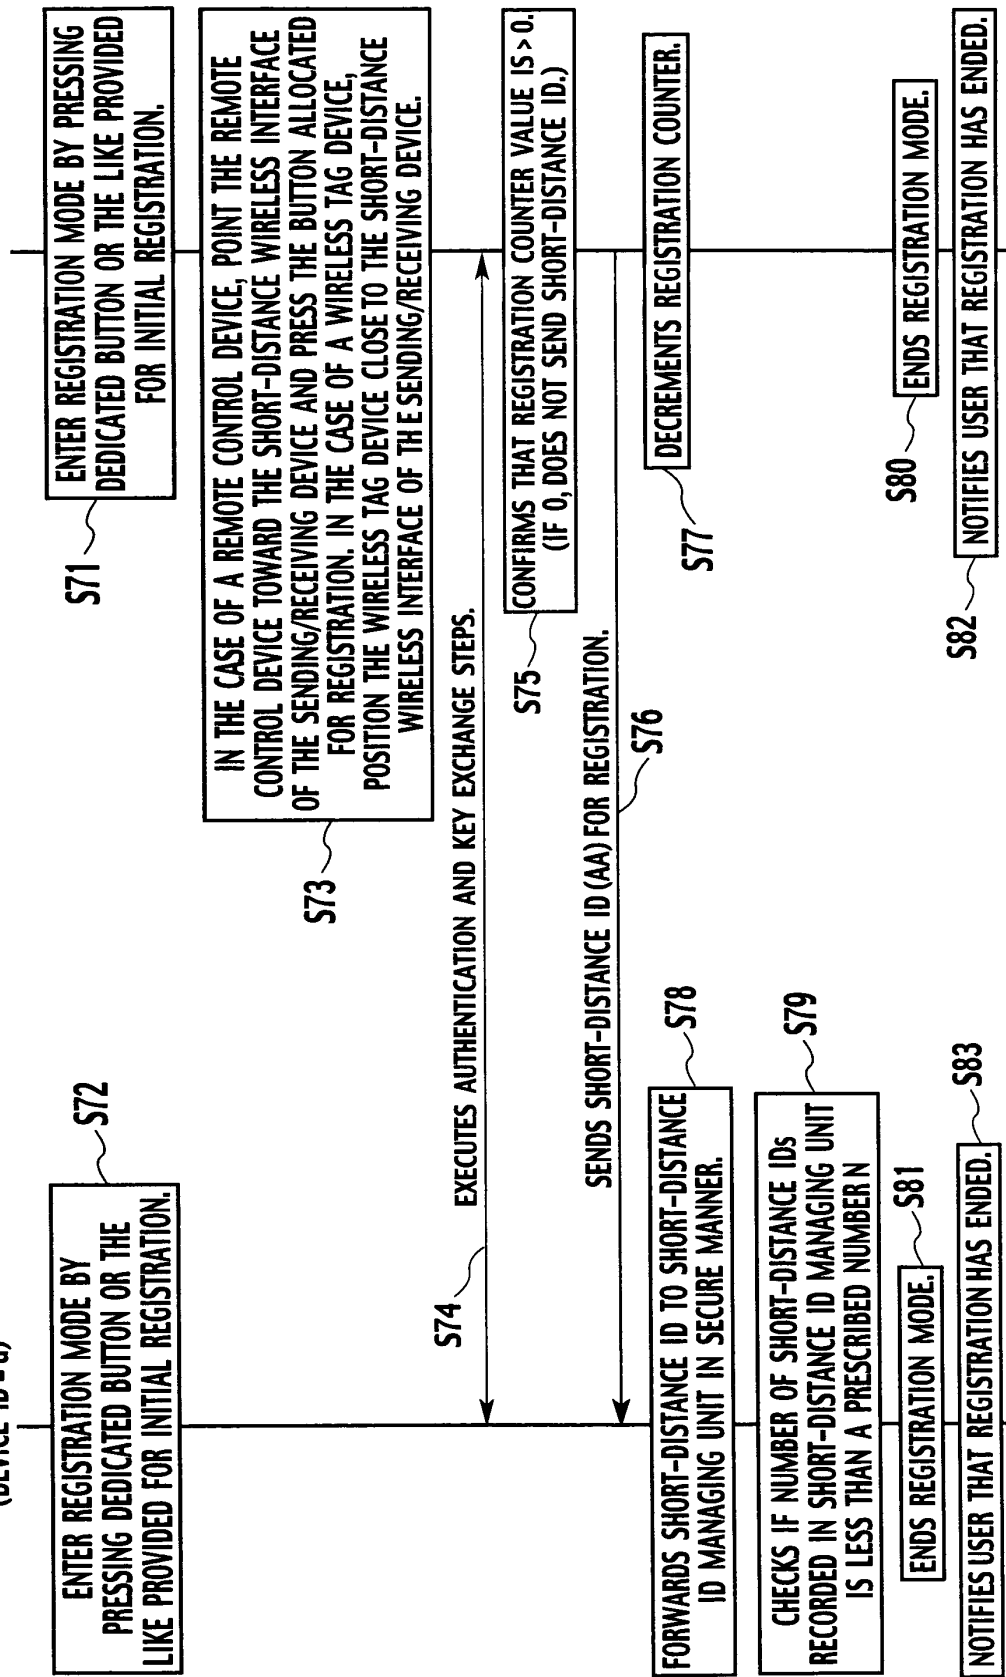 (DEVICE ID = α)
ENTER REGISTRATION MODE BY
PRESSING DEDICATED BUTTON OR THE
LIKE PROVIDED FOR INITIAL REGISTRATION.
S72
ENTER REGISTRATION MODE BY PRESSING
DEDICATED BUTTON OR THE LIKE PROVIDED
FOR INITIAL REGISTRATION.
S71
IN THE CASE OF A REMOTE CONTROL DEVICE, POINT THE REMOTE
CONTROL DEVICE TOWARD THE SHORT-DISTANCE WIRELESS INTERFACE
OF THE SENDING/RECEIVING DEVICE AND PRESS THE BUTTON ALLOCATED
FOR REGISTRATION. IN THE CASE OF A WIRELESS TAG DEVICE,
POSITION THE WIRELESS TAG DEVICE CLOSE TO THE SHORT-DISTANCE
WIRELESS INTERFACE OF THE SENDING/RECEIVING DEVICE.
S73
S74
EXECUTES AUTHENTICATION AND KEY EXCHANGE STEPS.
CONFIRMS THAT REGISTRATION COUNTER VALUE IS > 0.
(IF 0, DOES NOT SEND SHORT-DISTANCE ID.)
S75
SENDS SHORT-DISTANCE ID (AA) FOR REGISTRATION.
S76
DECREMENTS REGISTRATION COUNTER.
S77
FORWARDS SHORT-DISTANCE ID TO SHORT-DISTANCE
ID MANAGING UNIT IN SECURE MANNER.
S78
CHECKS IF NUMBER OF SHORT-DISTANCE IDs
RECORDED IN SHORT-DISTANCE ID MANAGING UNIT
IS LESS THAN A PRESCRIBED NUMBER N
S79
ENDS REGISTRATION MODE.
S80
ENDS REGISTRATION MODE.
S81
NOTIFIES USER THAT REGISTRATION HAS ENDED.
S82
NOTIFIES USER THAT REGISTRATION HAS ENDED.
S83